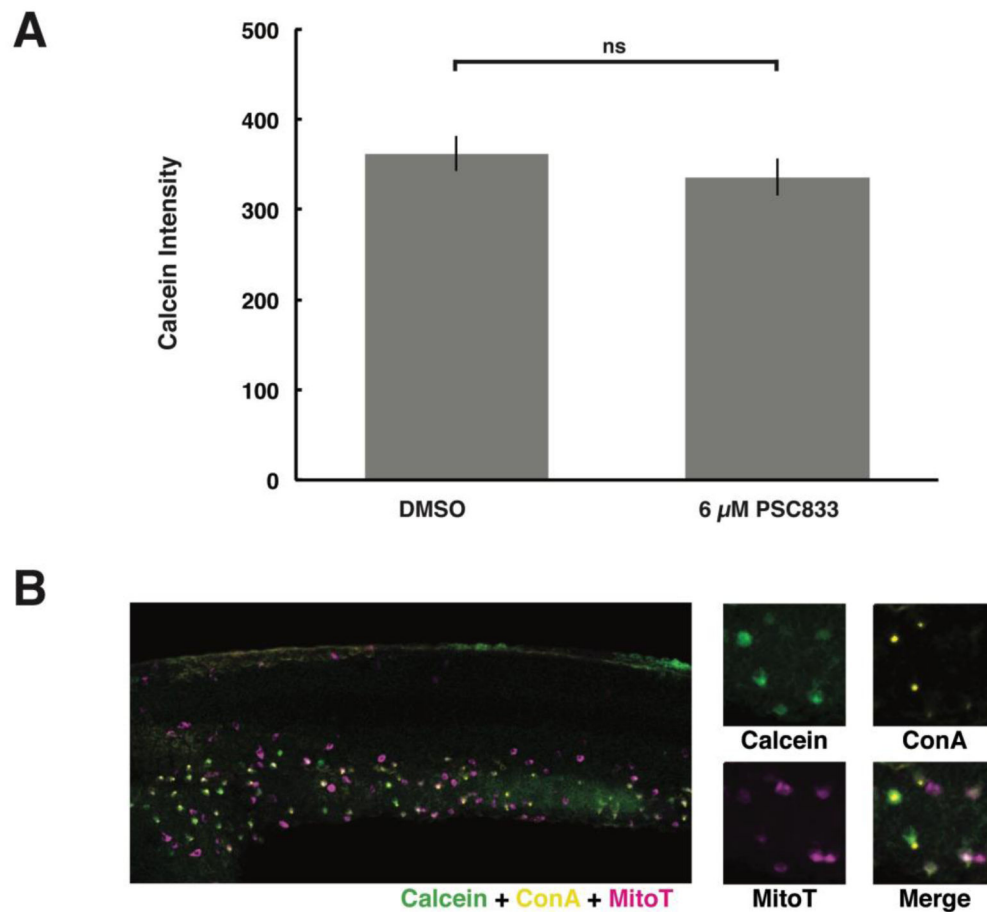 A
500
400
300
200
100
0
Calcein Intensity
ns
DMSO
6 µM PSC833
B
Calcein + ConA + MitoT
Calcein
ConA
MitoT
Merge